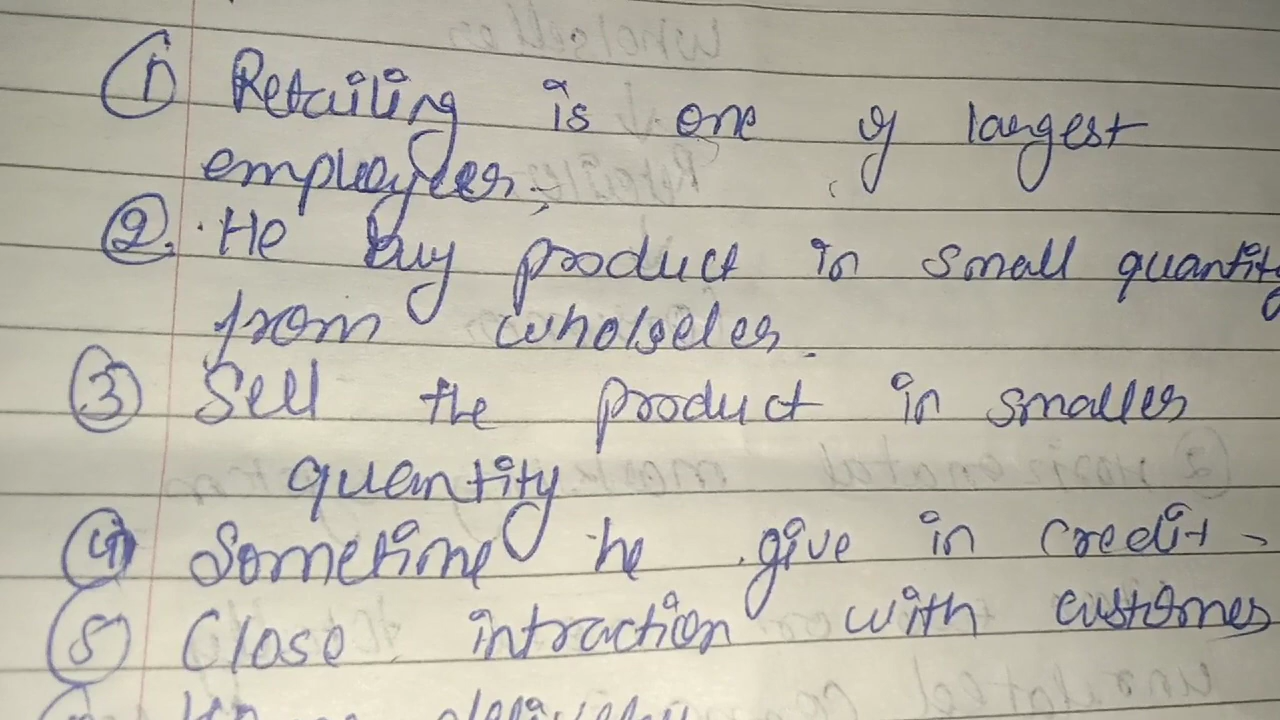 ① Retailing is one of largest
employees.
② He buy product in small quantity
from wholseler.
③ Sell the product in smaller
quantity
④ Sometime he give in credit
⑤ Close intraction with customer